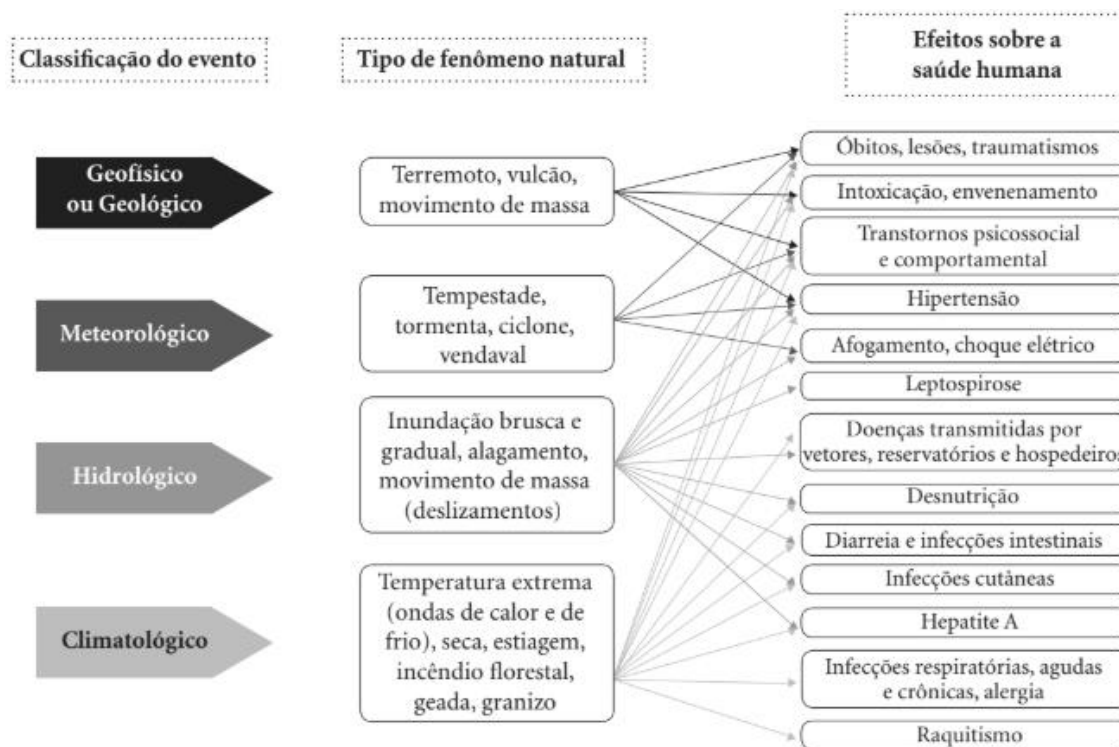 Classificação do evento
Tipo de fenômeno natural
Efeitos sobre a
saúde humana
Geofísico
ou Geológico
Terremoto, vulcão,
movimento de massa
Óbitos, lesões, traumatismos
Intoxicação, envenenamento
Transtornos psicossocial
e comportamental
Meteorológico
Tempestade,
tormenta, ciclone,
vendaval
Hipertensão
Afogamento, choque elétrico
Leptospirose
Hidrológico
Inundação brusca e
gradual, alagamento,
movimento de massa
(deslizamentos)
Doenças transmitidas por
vetores, reservatórios e hospedeiros
Desnutrição
Diarreia e infecções intestinais
Infecções cutâneas
Climatológico
Temperatura extrema
(ondas de calor e de
frio), seca, estiagem,
incêndio florestal,
geada, granizo
Hepatite A
Infecções respiratórias, agudas
e crônicas, alergia
Raquitismo